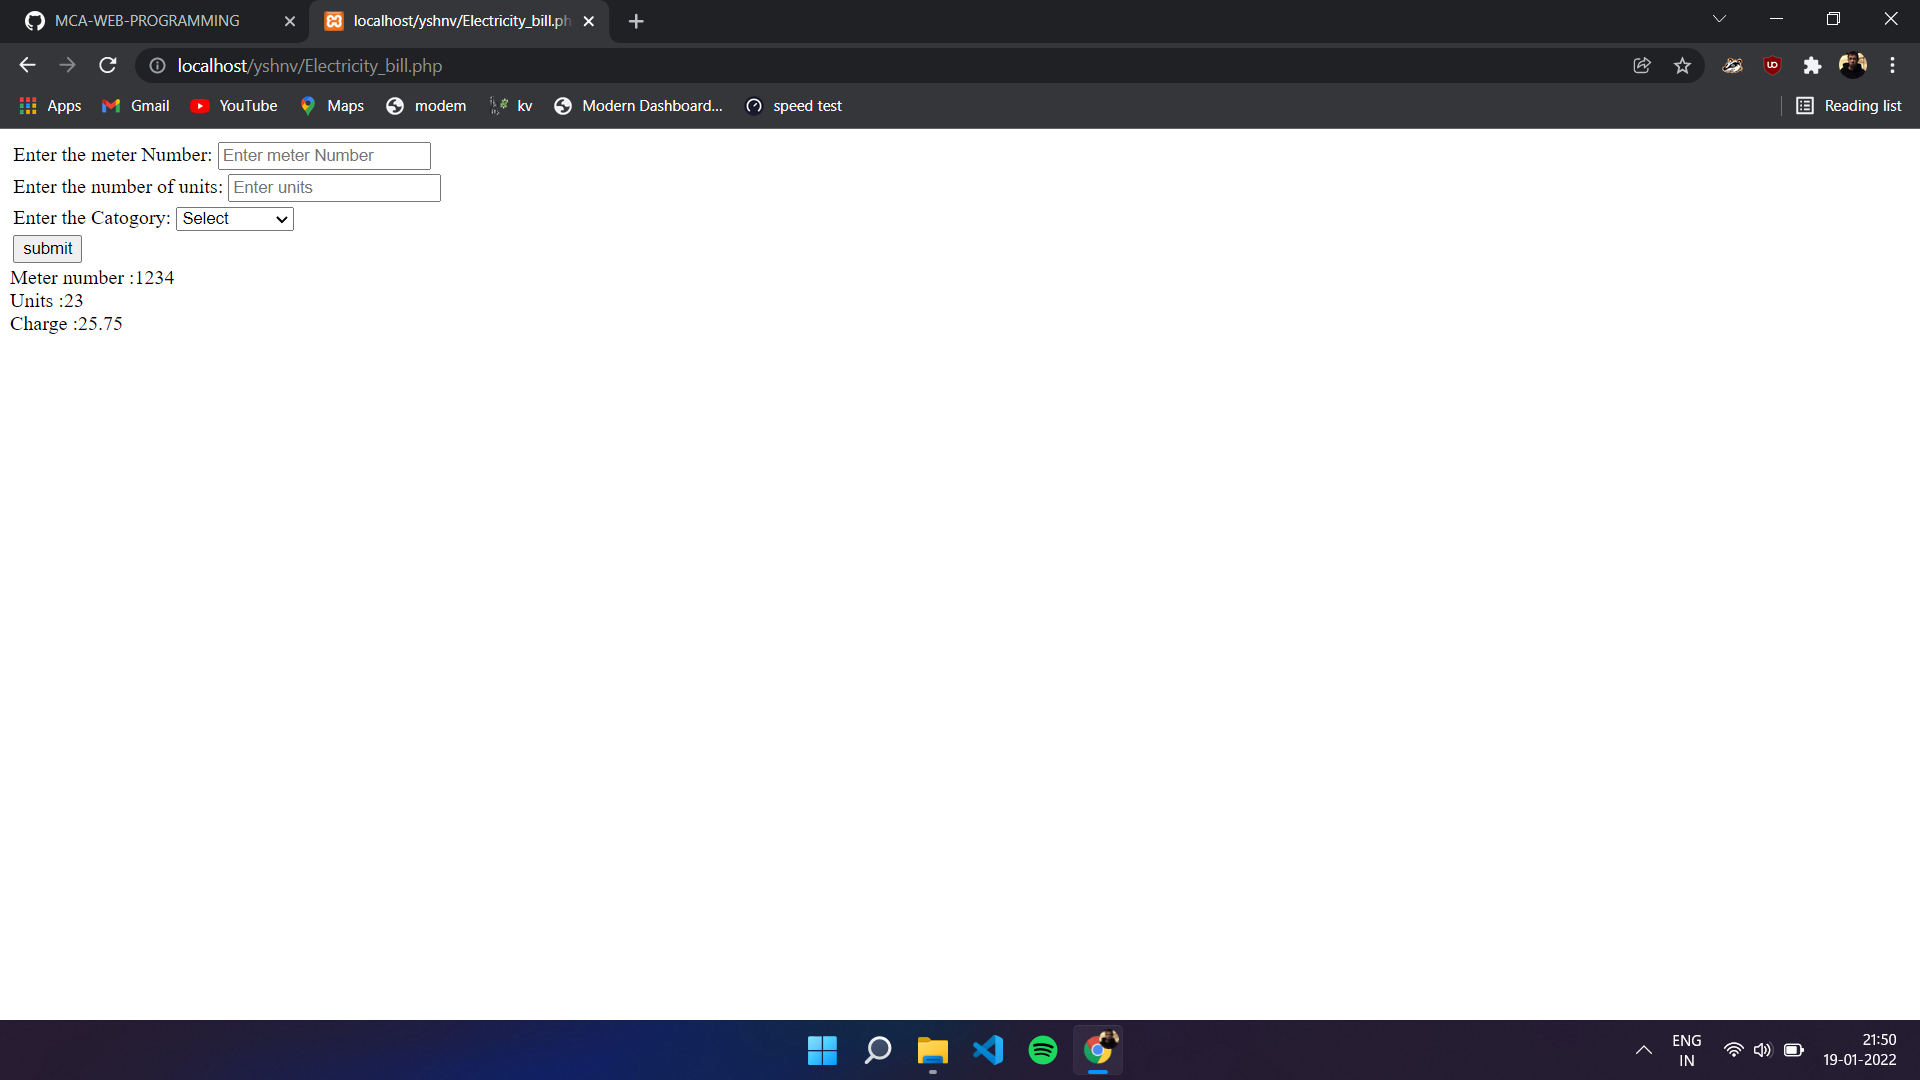 MCA-WEB-PROGRAMMING
localhost/yshnv/Electricity_bill.ph
localhost/yshnv/Electricity_bill.php
Apps Gmail YouTube Maps modem kv Modern Dashboard... speed test Reading list
Enter the meter Number: Enter meter Number
Enter the number of units: Enter units
Enter the Catogory: Select
submit
Meter number :1234
Units :23
Charge :25.75
ENG
IN
21:50
19-01-2022